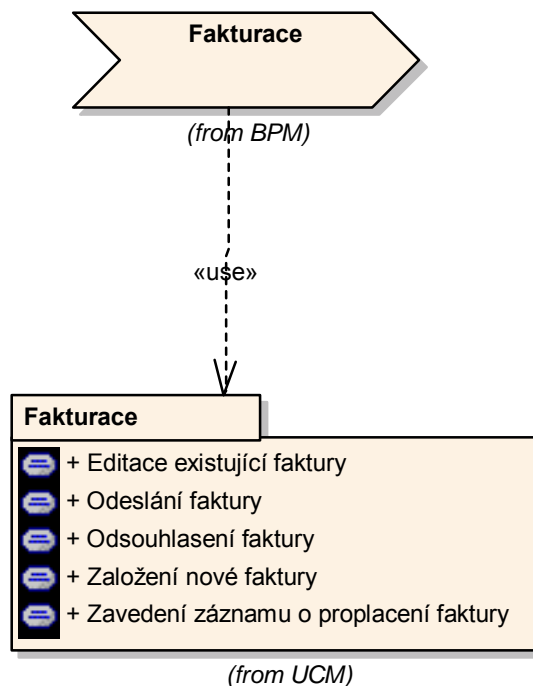 Fakturace
(from BPM)
«use»
Fakturace
+ Editace existující faktury
+ Odeslání faktury
+ Odsouhlasení faktury
+ Založení nové faktury
+ Zavedení záznamu o proplacení faktury
(from UCM)